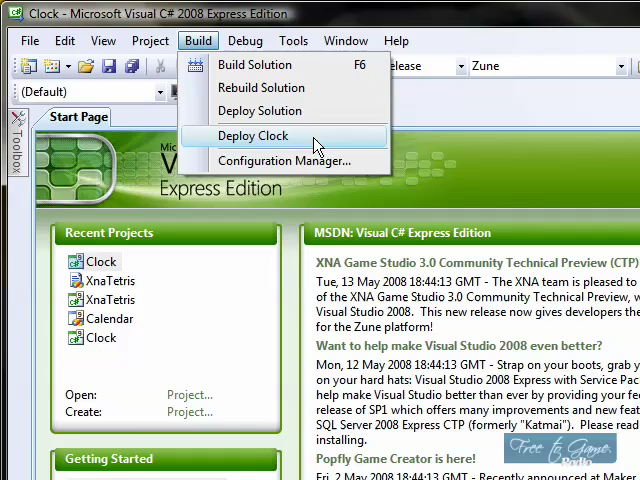 Clock - Microsoft Visual C# 2008 Express Edition
File Edit View Project Build Debug Tools Window Help
Build Solution F6
elease Zune
Rebuild Solution
(Default)
Deploy Solution
Start Page
Deploy Clock
Toolbox
Mic
Configuration Manager...
V
Express Edition
Recent Projects
Clock
XnaTetris
XnaTetris
Calendar
Clock
Open: Project...
Create: Project...
Getting Started
MSDN: Visual C# Express Edition
XNA Game Studio 3.0 Community Technical Preview (CTP)
Tue, 13 May 2008 18:44:13 GMT - The XNA team is pleased to
of the XNA Game Studio 3.0 Community Technical Preview, w
Visual Studio 2008. This new release now gives developers the
for the Zune platform!
Want to help make Visual Studio 2008 even better?
Mon, 12 May 2008 18:44:13 GMT - Strap on your boots, grab y
on your hard hats: Visual Studio 2008 Express with Service Pac
help make Visual Studio better than ever by providing your fee
release of SP1 which offers many improvements and new feat
SQL Server 2008 Express CTP (formerly "Katmai"). Please read
installing.
Popfly Game Creator is here!
Fri, 2 May 2008 18:44:13 GMT - Recently announced at Maker
Free to Game
Radio